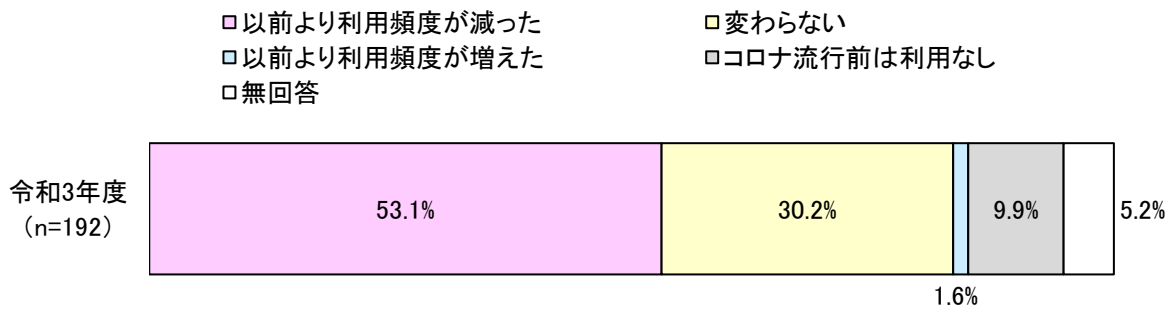 以前より利用頻度が減った 変わらない
以前より利用頻度が増えた コロナ流行前は利用なし
無回答
令和3年度
(n=192)
53.1% 30.2% 9.9% 5.2%
1.6%